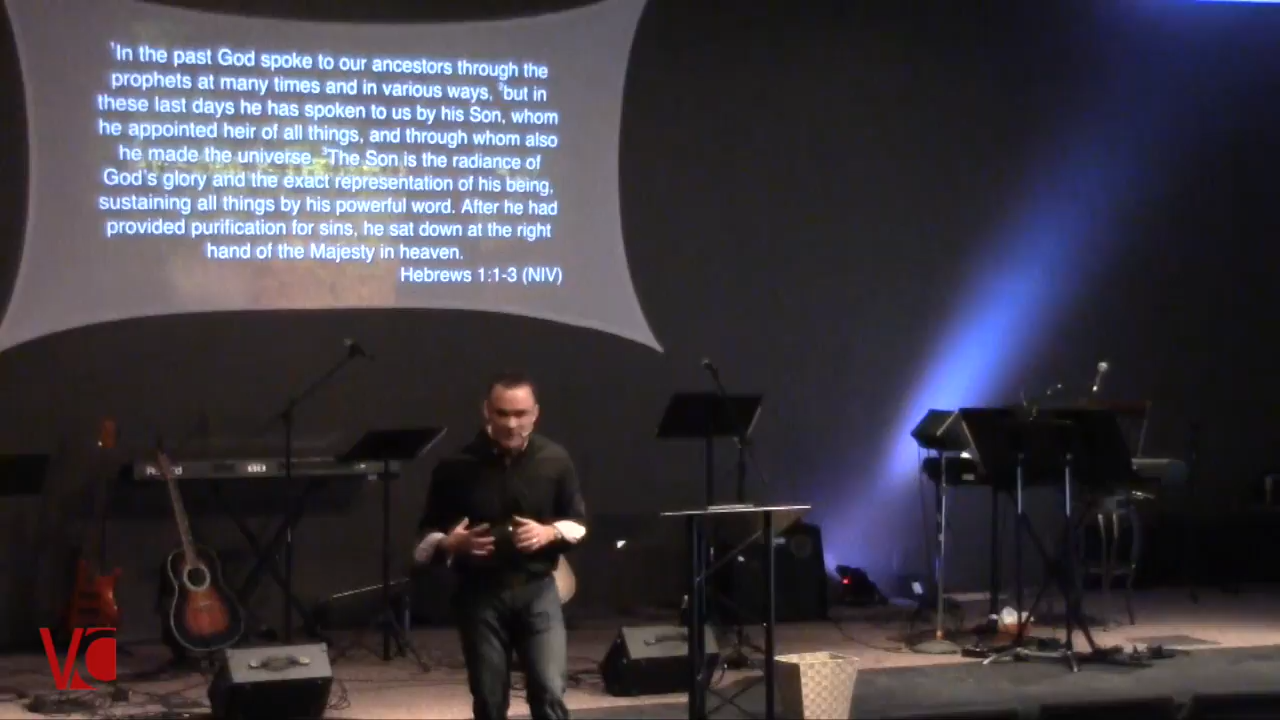 ¹In the past God spoke to our ancestors through the
prophets at many times and in various ways, ²but in
these last days he has spoken to us by his Son, whom
he appointed heir of all things, and through whom also
he made the universe. ³The Son is the radiance of
God's glory and the exact representation of his being,
sustaining all things by his powerful word. After he had
provided purification for sins, he sat down at the right
hand of the Majesty in heaven.
Hebrews 1:1-3 (NIV)
Roland
VC